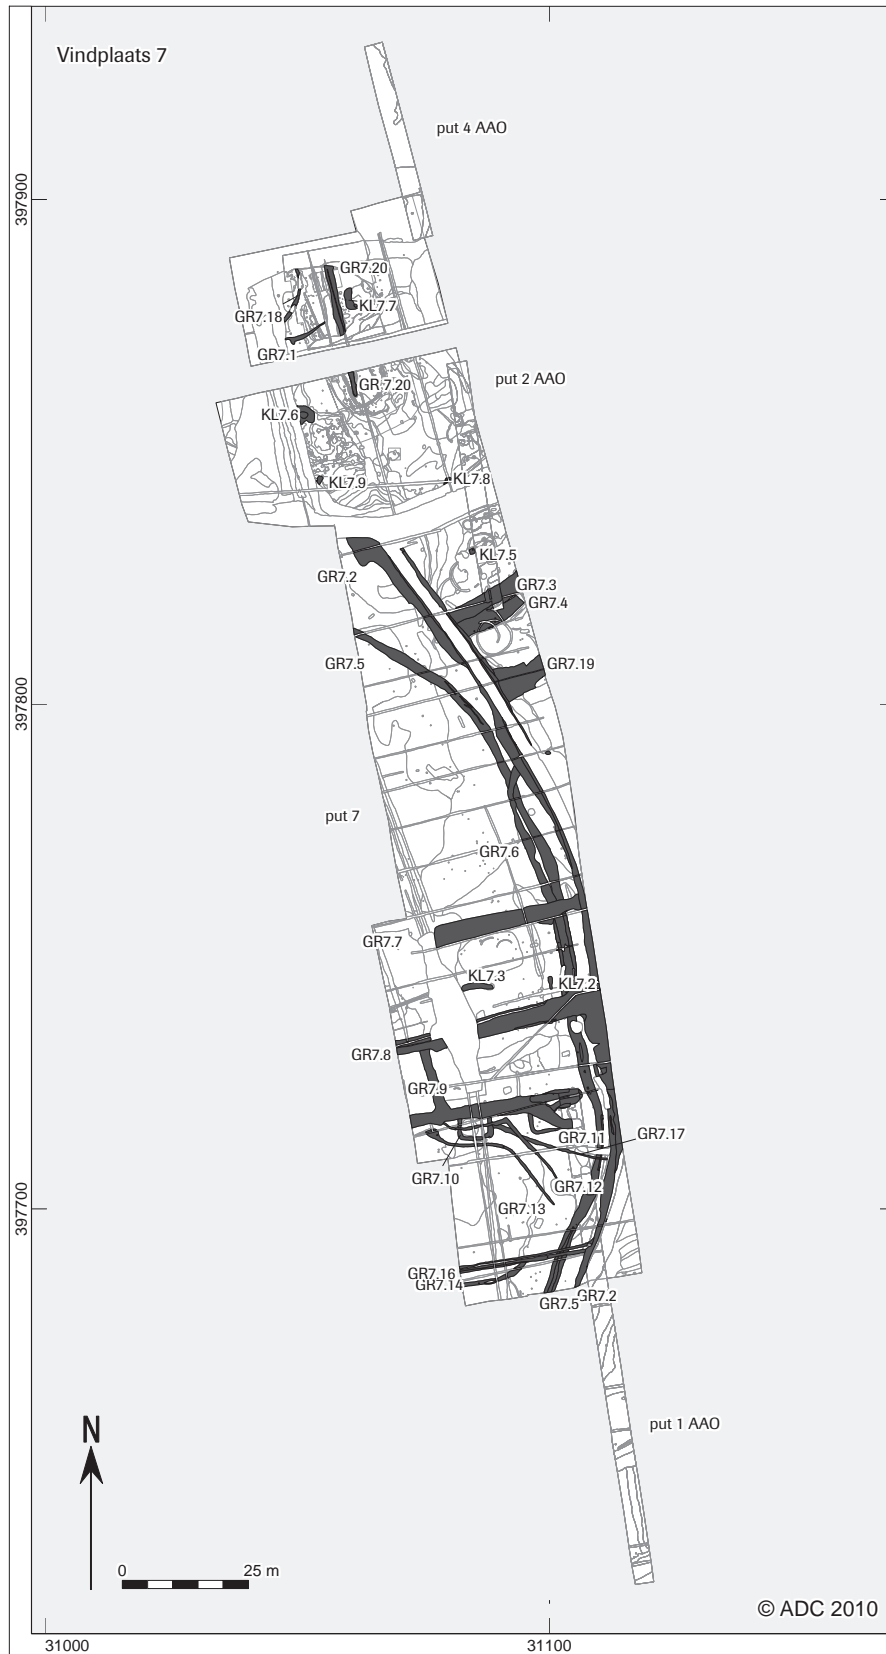 Vindplaats 7
put 4 AAO
397900
GR7.20
KL7.7
GR7.18
GR7.1
put 2 AAO
GR7.20
KL7.6
KL7.9
KL7.8
KL7.5
GR7.2
GR7.3
GR7.4
GR7.5
GR7.19
397800
put 7
GR7.6
GR7.7
KL7.3
KL7.2
GR7.8
GR7.9
GR7.11
GR7.17
GR7.10
GR7.12
GR7.13
397700
GR7.16
GR7.14
GR7.5
GR7.2
put 1 AAO
N
0 25 m
© ADC 2010
31000 31100